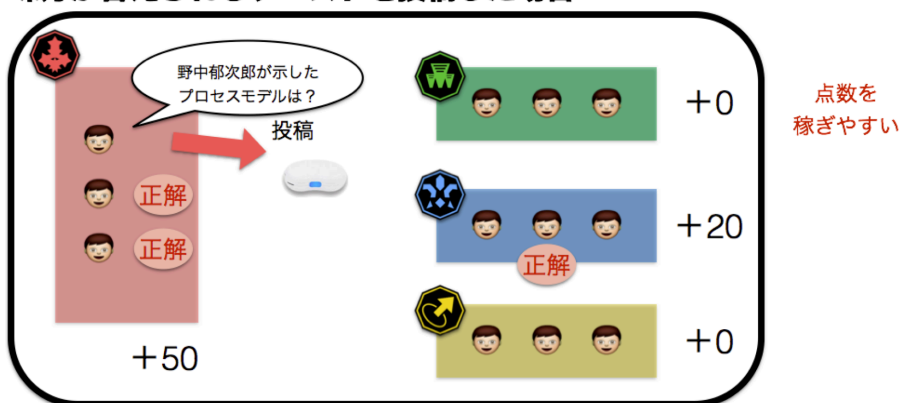 野中郁次郎が示した
プロセスモデルは？
投稿
正解
正解
+50
+0
正解
+20
+0
点数を
稼ぎやすい